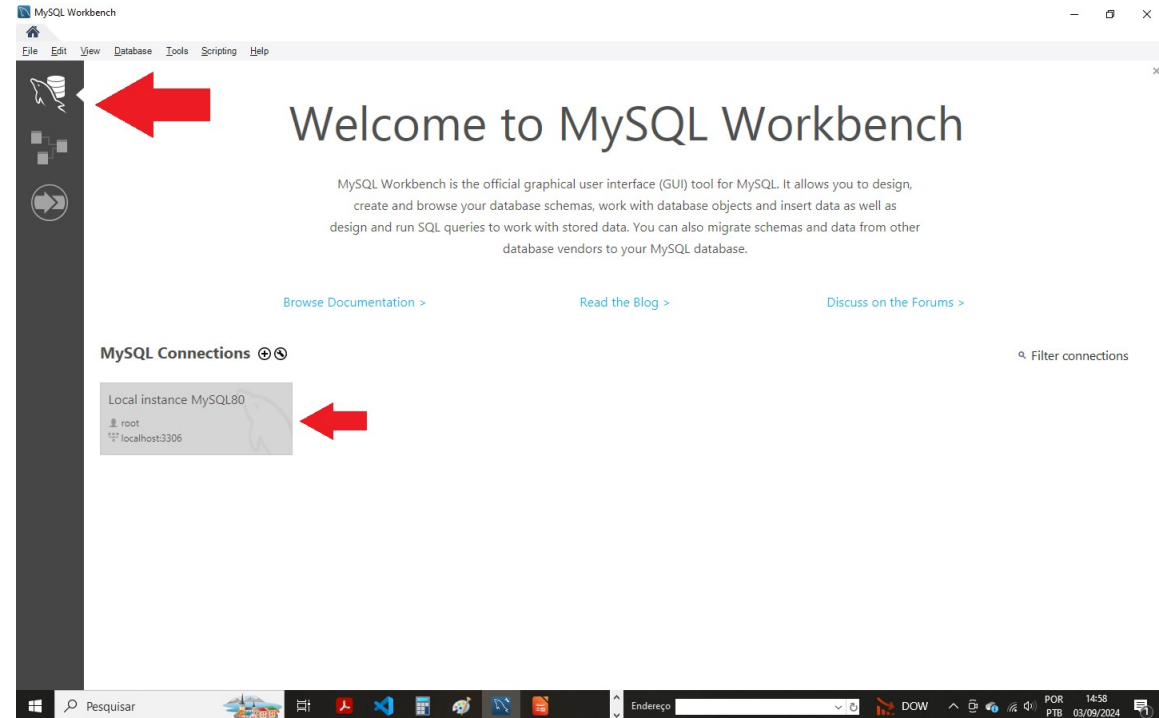 MySQL Workbench
File Edit View Database Tools Scripting Help
Welcome to MySQL Workbench
MySQL Workbench is the official graphical user interface (GUI) tool for MySQL. It allows you to design,
create and browse your database schemas, work with database objects and insert data as well as
design and run SQL queries to work with stored data. You can also migrate schemas and data from other
database vendors to your MySQL database.
Browse Documentation > Read the Blog > Discuss on the Forums >
MySQL Connections Filter connections
Local instance MySQL80
root
localhost:3306
Pesquisar Endereço DOW POR 14:58
PTB 03/09/2024 1